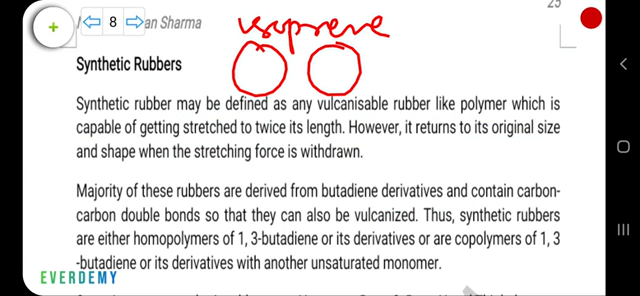 25
8 an Sharma
isoprene
Synthetic Rubbers
Synthetic rubber may be defined as any vulcanisable rubber like polymer which is
capable of getting stretched to twice its length. However, it returns to its original size
and shape when the stretching force is withdrawn.
Majority of these rubbers are derived from butadiene derivatives and contain carbon-
carbon double bonds so that they can also be vulcanized. Thus, synthetic rubbers
are either homopolymers of 1, 3-butadiene or its derivatives or are copolymers of 1, 3
-butadiene or its derivatives with another unsaturated monomer.
EVERDEMY